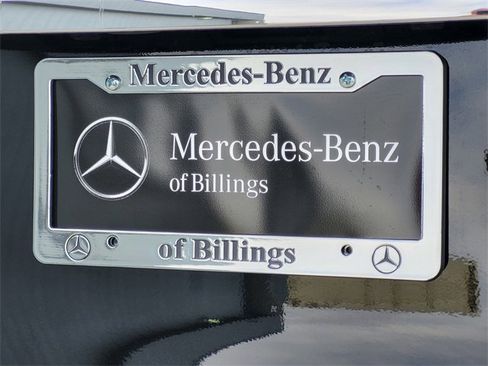 Mercedes-Benz
Mercedes-Benz
of Billings
of Billings